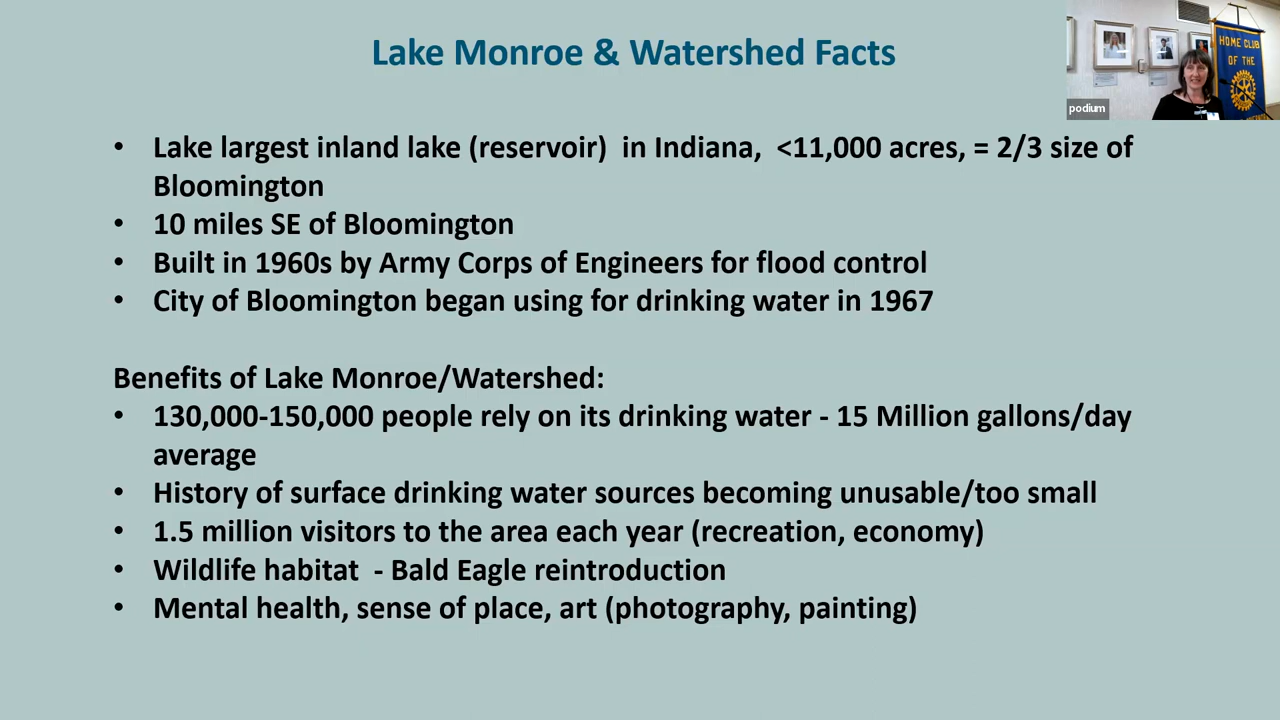 Lake Monroe & Watershed Facts
HOME CLUB
OF THE
podium
• Lake largest inland lake (reservoir)  in Indiana,  <11,000 acres, = 2/3 size of
Bloomington
• 10 miles SE of Bloomington
• Built in 1960s by Army Corps of Engineers for flood control
• City of Bloomington began using for drinking water in 1967
Benefits of Lake Monroe/Watershed:
• 130,000-150,000 people rely on its drinking water - 15 Million gallons/day
average
• History of surface drinking water sources becoming unusable/too small
• 1.5 million visitors to the area each year (recreation, economy)
• Wildlife habitat  - Bald Eagle reintroduction
• Mental health, sense of place, art (photography, painting)